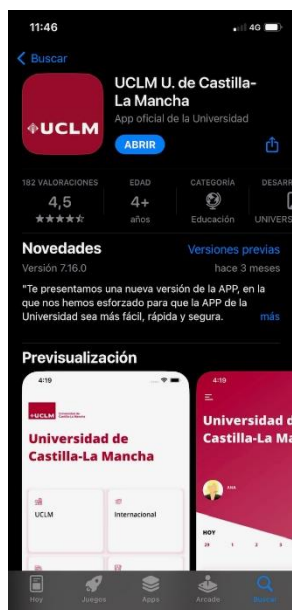 11:46
4G
Buscar
UCLM
UCLM U. de Castilla-
La Mancha
App oficial de la Universidad
ABRIR
182 VALORACIONES
EDAD
CATEGORÍA
DESARR
4,5
4+
años
Educación
UNIVERS
Novedades
Versiones previas
Versión 7.16.0
hace 3 meses
"Te presentamos una nueva versión de la APP, en la
que nos hemos esforzado para que la APP de la
Universidad sea más fácil, rápida y segura.
más
Previsualización
4:19
UCLM
Universidad de
Castilla-La Mancha
UCLM
Internacional
4:19
Universidad d
Castilla-La Ma
HOY
Hoy
Juegos
Apps
Arcade
Buscar